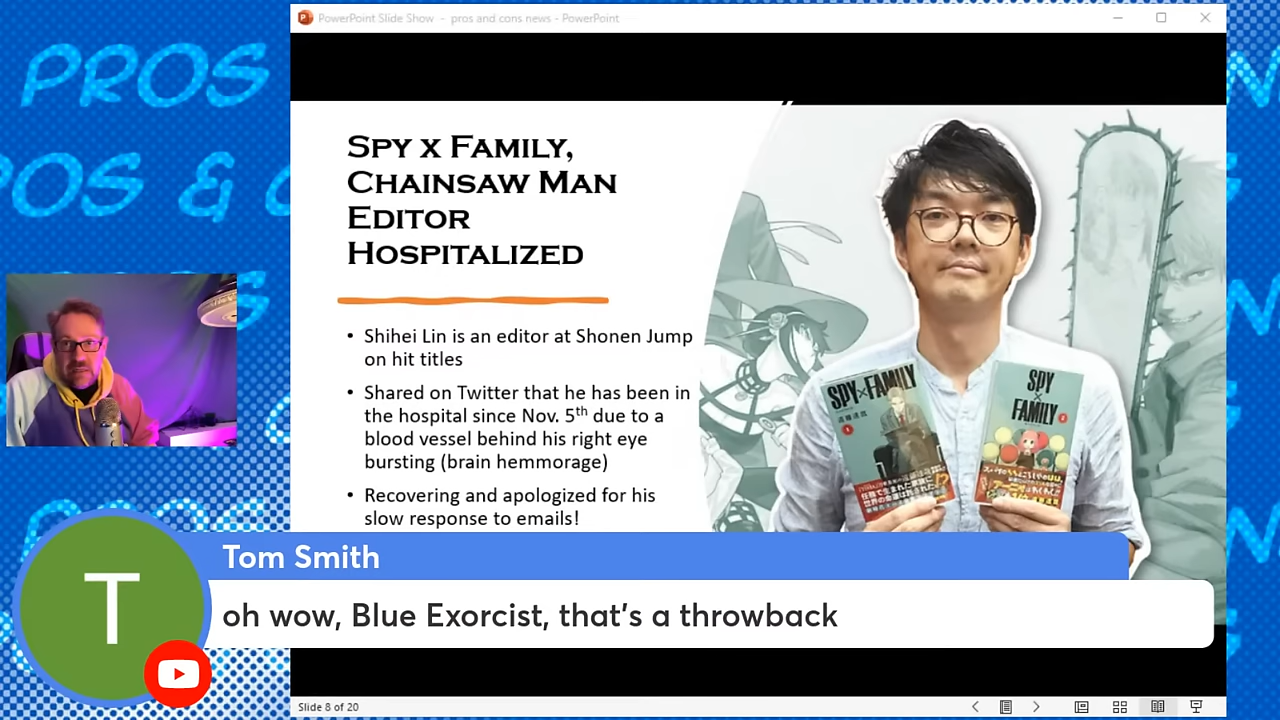 PowerPoint Slide Show - pros and cons news - PowerPoint
PROS
PROS & C
SPY X FAMILY,
CHAINSAW MAN
EDITOR
HOSPITALIZED
• Shihei Lin is an editor at Shonen Jump
on hit titles
• Shared on Twitter that he has been in
the hospital since Nov. 5th due to a
blood vessel behind his right eye
bursting (brain hemmorage)
• Recovering and apologized for his
slow response to emails!
SPY×FAMILY
SPY
×
FAMILY
T
Tom Smith
oh wow, Blue Exorcist, that's a throwback
Slide 8 of 20